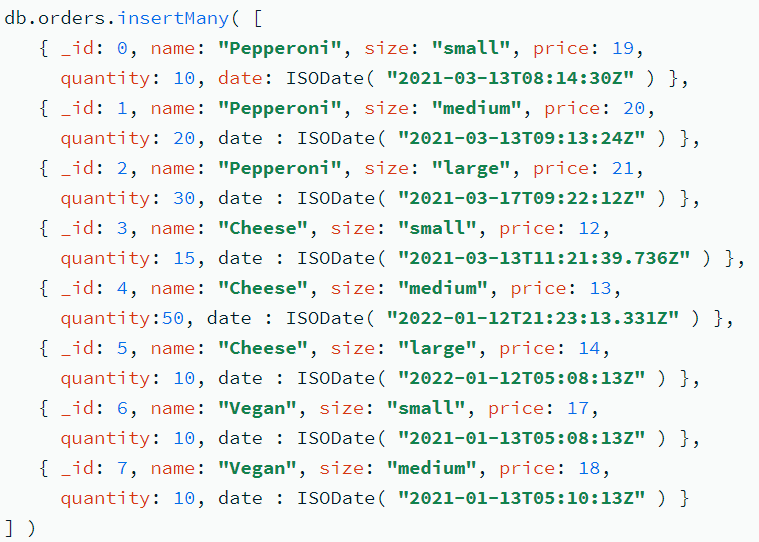 db.orders.insertMany( [
   { _id: 0, name: "Pepperoni", size: "small", price: 19,
     quantity: 10, date: ISODate( "2021-03-13T08:14:30Z" ) },
   { _id: 1, name: "Pepperoni", size: "medium", price: 20,
     quantity: 20, date : ISODate( "2021-03-13T09:13:24Z" ) },
   { _id: 2, name: "Pepperoni", size: "large", price: 21,
     quantity: 30, date : ISODate( "2021-03-17T09:22:12Z" ) },
   { _id: 3, name: "Cheese", size: "small", price: 12,
     quantity: 15, date : ISODate( "2021-03-13T11:21:39.736Z" ) },
   { _id: 4, name: "Cheese", size: "medium", price: 13,
     quantity:50, date : ISODate( "2022-01-12T21:23:13.331Z" ) },
   { _id: 5, name: "Cheese", size: "large", price: 14,
     quantity: 10, date : ISODate( "2022-01-12T05:08:13Z" ) },
   { _id: 6, name: "Vegan", size: "small", price: 17,
     quantity: 10, date : ISODate( "2021-01-13T05:08:13Z" ) },
   { _id: 7, name: "Vegan", size: "medium", price: 18,
     quantity: 10, date : ISODate( "2021-01-13T05:10:13Z" ) }
] )